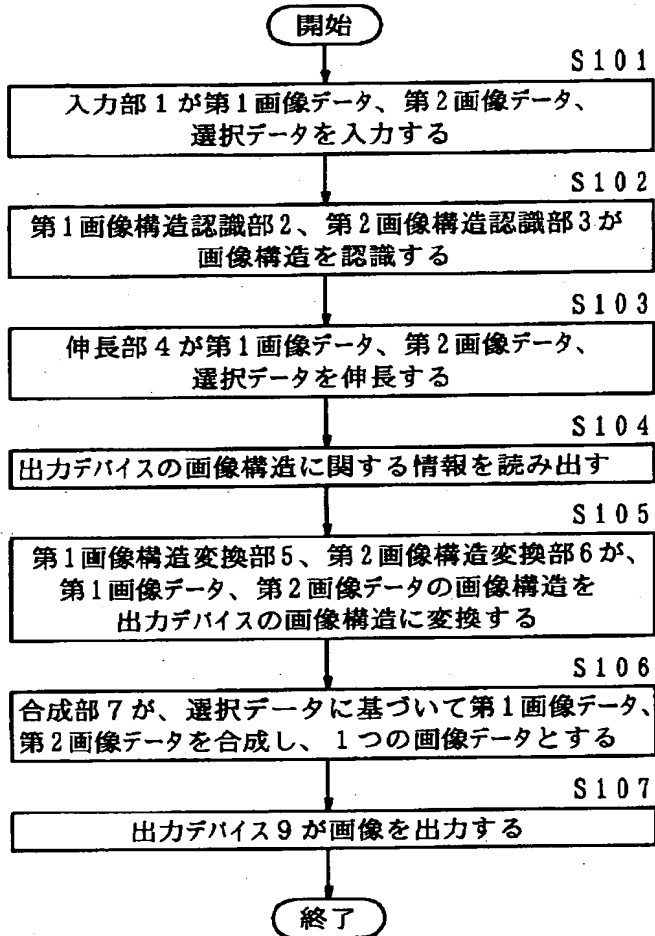 開始
S101
入力部1が第1画像データ、第2画像データ、
選択データを入力する
S102
第1画像構造認識部2、第2画像構造認識部3が
画像構造を認識する
S103
伸長部4が第1画像データ、第2画像データ、
選択データを伸長する
S104
出力デバイスの画像構造に関する情報を読み出す
S105
第1画像構造変換部5、第2画像構造変換部6が、
第1画像データ、第2画像データの画像構造を
出力デバイスの画像構造に変換する
S106
合成部7が、選択データに基づいて第1画像データ、
第2画像データを合成し、1つの画像データとする
S107
出力デバイス9が画像を出力する
終了